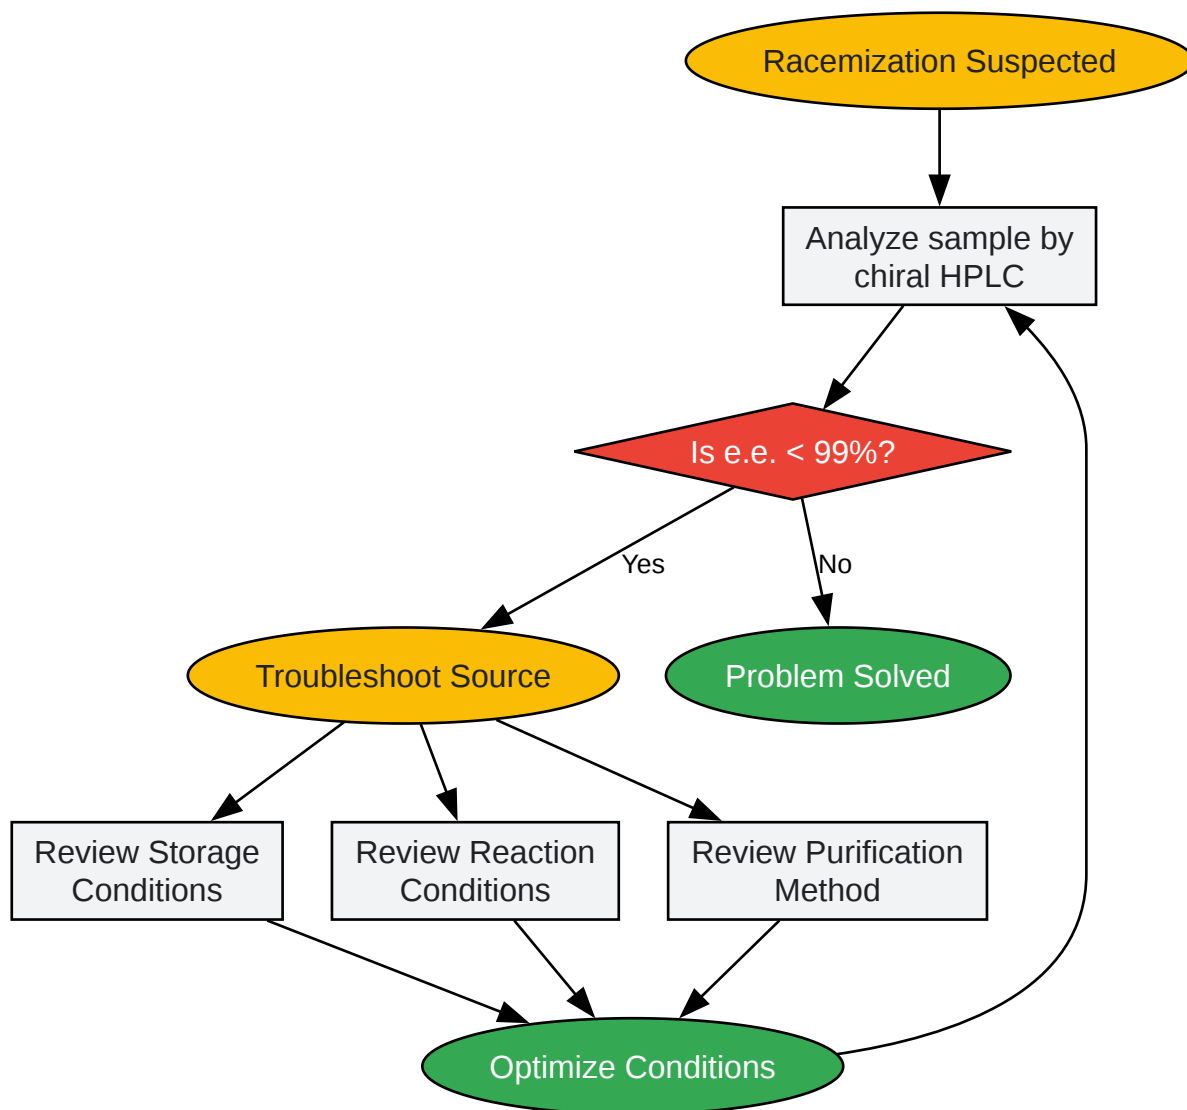 Racemization Suspected
Analyze sample by
chiral HPLC
Is e.e. < 99%?
Yes
No
Troubleshoot Source
Problem Solved
Review Storage
Conditions
Review Reaction
Conditions
Review Purification
Method
Optimize Conditions